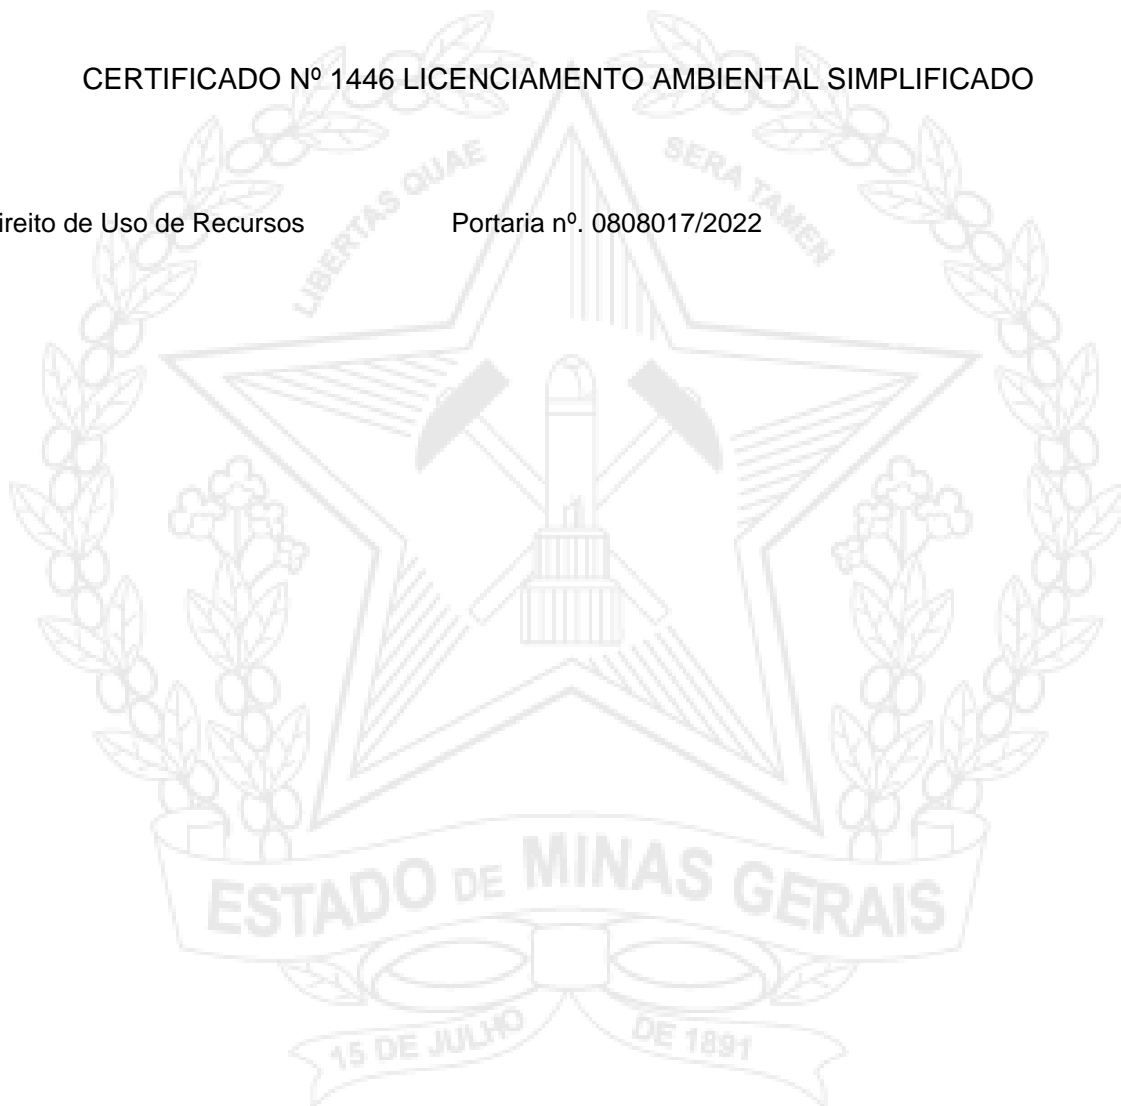 CERTIFICADO Nº 1446 LICENCIAMENTO AMBIENTAL SIMPLIFICADO
LIBERTAS QUAE SERA TAMEN
ireito de Uso de Recursos Portaria nº. 0808017/2022
ESTADO DE MINAS GERAIS
15 DE JULHO DE 1891